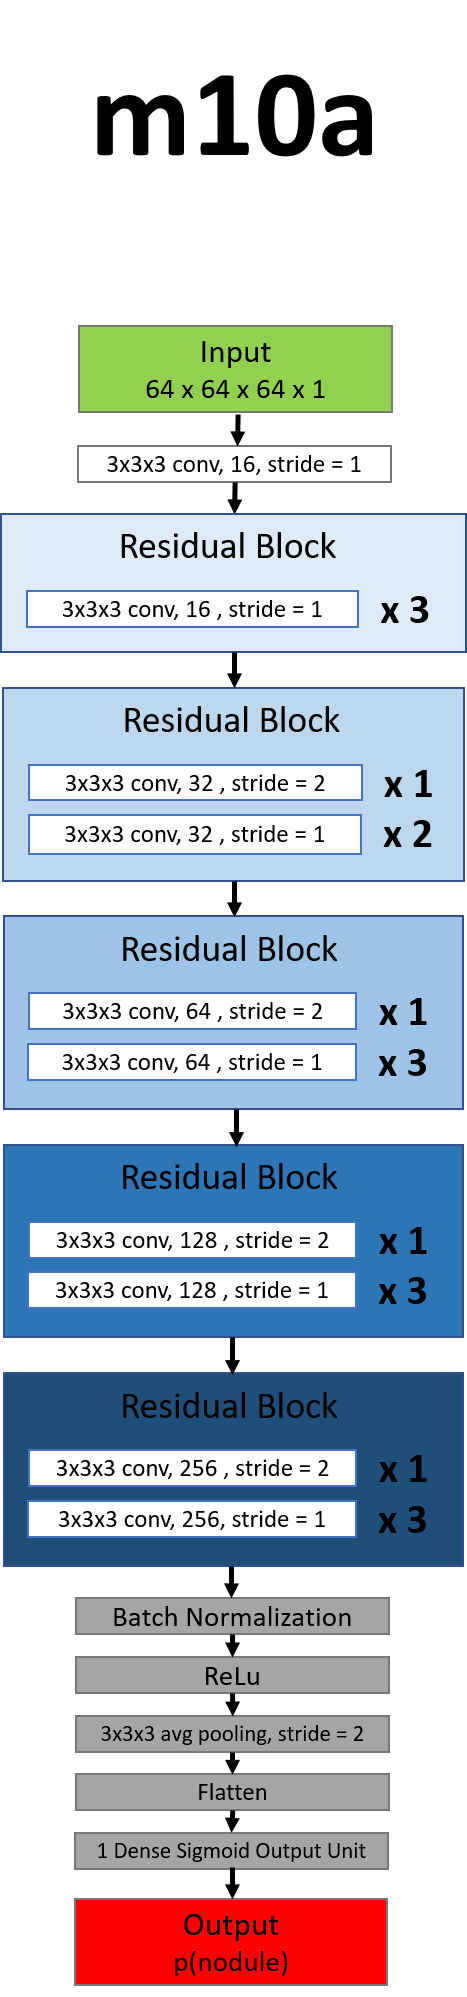 m10a
Input
64 x 64 x 64 x 1
3x3x3 conv, 16, stride = 1
Residual Block
3x3x3 conv, 16 , stride = 1 x 3
Residual Block
3x3x3 conv, 32 , stride = 2 x 1
3x3x3 conv, 32 , stride = 1 x 2
Residual Block
3x3x3 conv, 64 , stride = 2 x 1
3x3x3 conv, 64 , stride = 1 x 3
Residual Block
3x3x3 conv, 128 , stride = 2 x 1
3x3x3 conv, 128 , stride = 1 x 3
Residual Block
3x3x3 conv, 256 , stride = 2 x 1
3x3x3 conv, 256, stride = 1 x 3
Batch Normalization
ReLu
3x3x3 avg pooling, stride = 2
Flatten
1 Dense Sigmoid Output Unit
Output
p(nodule)